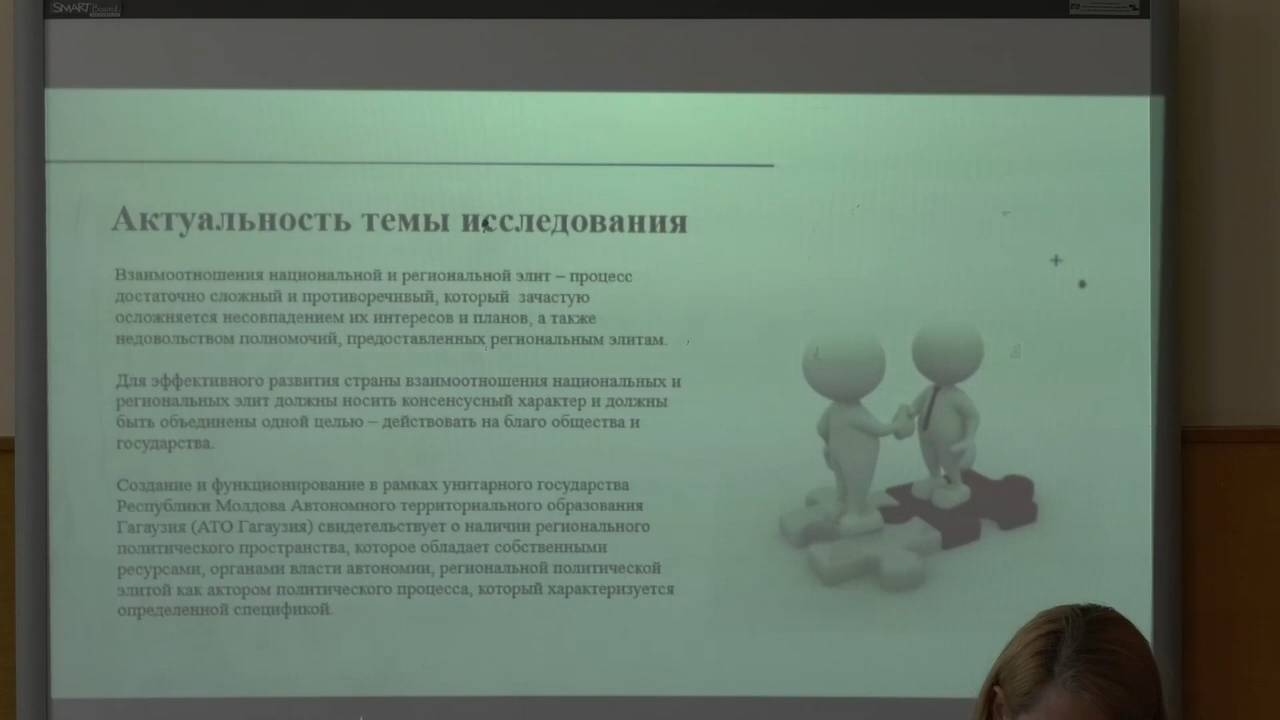 SMART Board
Актуальность темы исследования
Взаимоотношения национальной и региональной элит – процесс
достаточно сложный и противоречивый, который зачастую
осложняется несовпадением их интересов и планов, а также
недовольством полномочий, предоставленных региональным элитам.
Для эффективного развития страны взаимоотношения национальных и
региональных элит должны носить консенсусный характер и должны
быть объединены одной целью – действовать на благо общества и
государства.
Создание и функционирование в рамках унитарного государства
Республики Молдова Автономного территориального образования
Гагаузия (АТО Гагаузия) свидетельствует о наличии регионального
политического пространства, которое обладает собственными
ресурсами, органами власти автономии, региональной политической
элитой как актором политического процесса, который характеризуется
определенной спецификой.